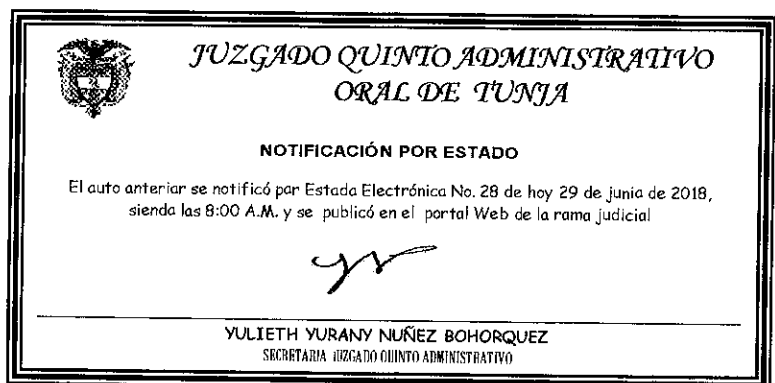 JUZGADO QUINTO ADMINISTRATIVO
ORAL DE TUNJA
NOTIFICACIÓN POR ESTADO
El auto anteriar se notificó par Estada Electrónica No. 28 de hoy 29 de junia de 2018,
sienda las 8:00 A.M. y se publicó en el portal Web de la rama judicial
YULIETH YURANY NUÑEZ BOHORQUEZ
SECRETARIA JUZGADO QUINTO ADMINISTRATIVO